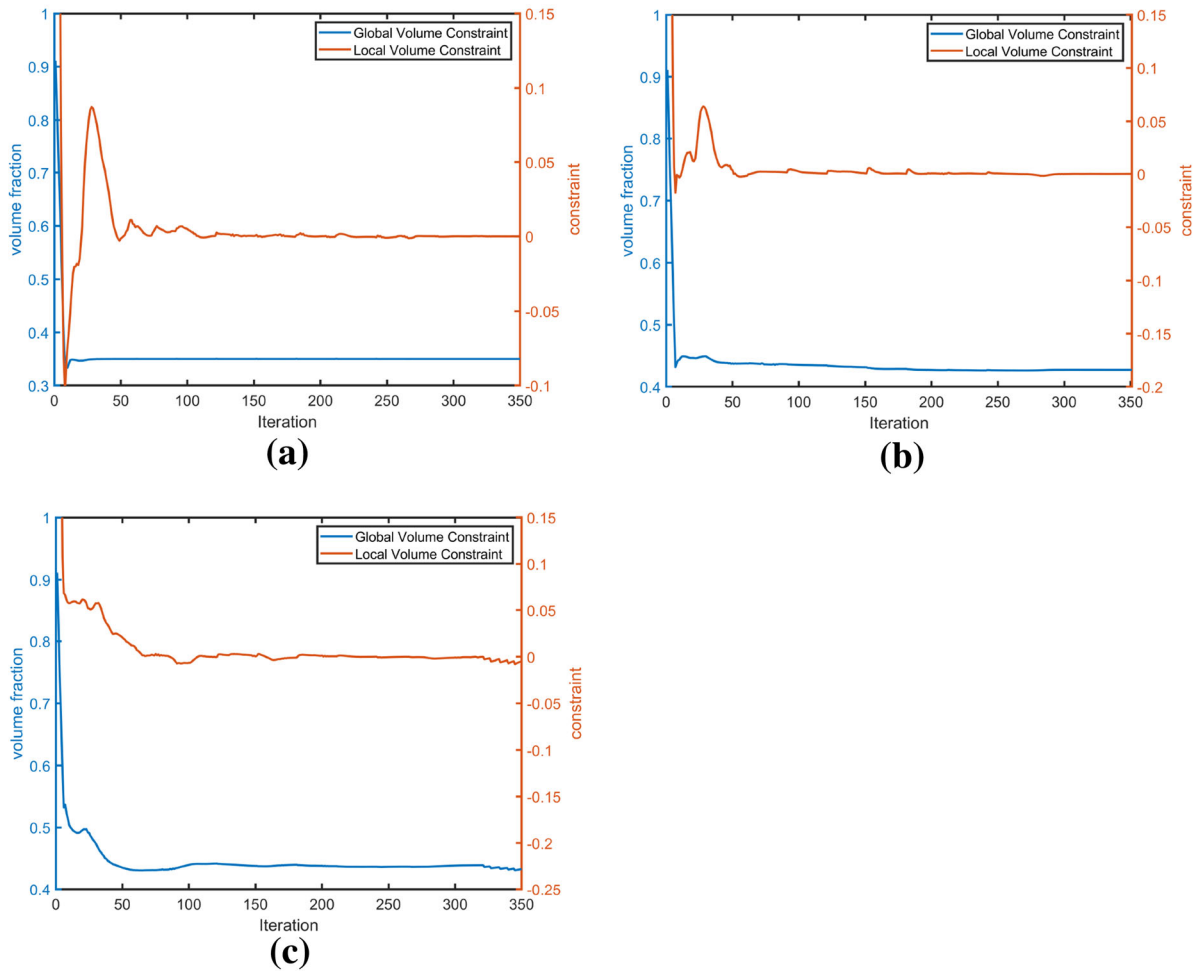 Global Volume Constraint
Local Volume Constraint
1
0.9
0.8
0.7
0.6
0.5
0.4
0.3
volume fraction
0.15
0.1
0.05
0
-0.05
-0.1
constraint
0 50 100 150 200 250 300 350
Iteration
(a)
Global Volume Constraint
Local Volume Constraint
1
0.9
0.8
0.7
0.6
0.5
0.4
volume fraction
0.15
0.1
0.05
0
-0.05
-0.1
-0.15
-0.2
constraint
0 50 100 150 200 250 300 350
Iteration
(b)
Global Volume Constraint
Local Volume Constraint
1
0.9
0.8
0.7
0.6
0.5
0.4
volume fraction
0.15
0.1
0.05
0
-0.05
-0.1
-0.15
-0.2
-0.25
constraint
0 50 100 150 200 250 300 350
Iteration
(c)